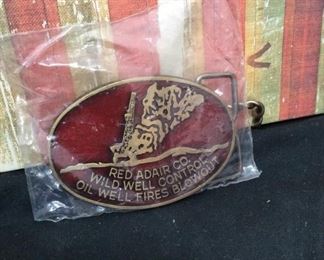 RED ADAIR CO.
WILD WELL CONTROL
OIL WELL FIRES BLOWOUT